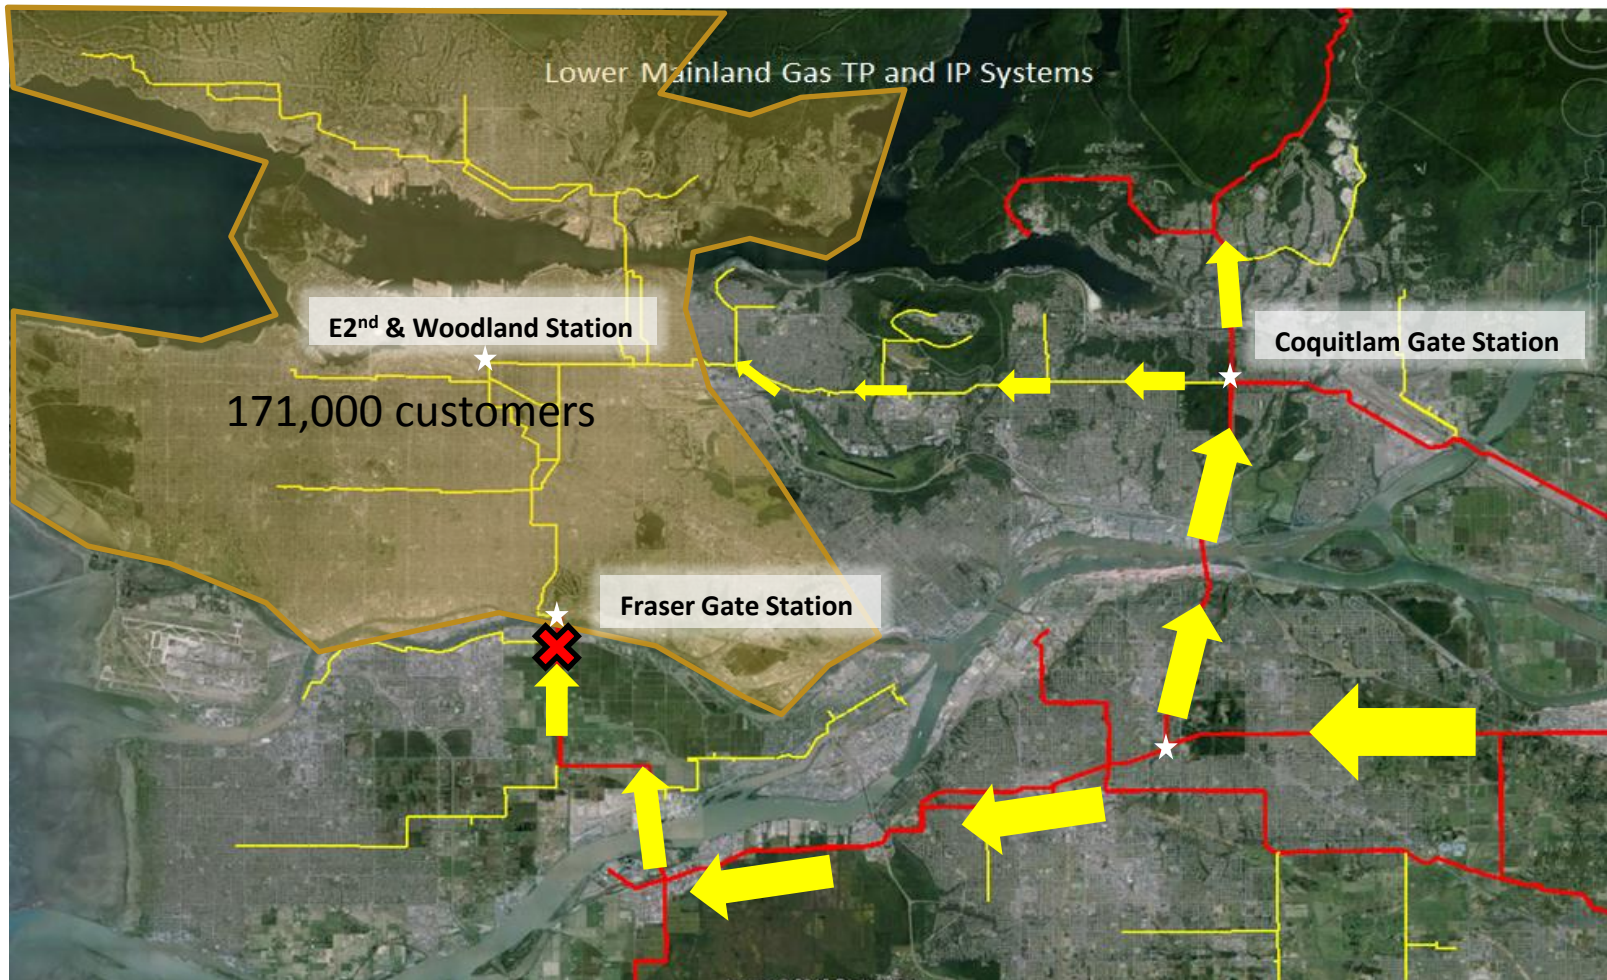 Lower Mainland Gas TP and IP Systems
E2nd & Woodland Station
Coquitlam Gate Station
171,000 customers
Fraser Gate Station